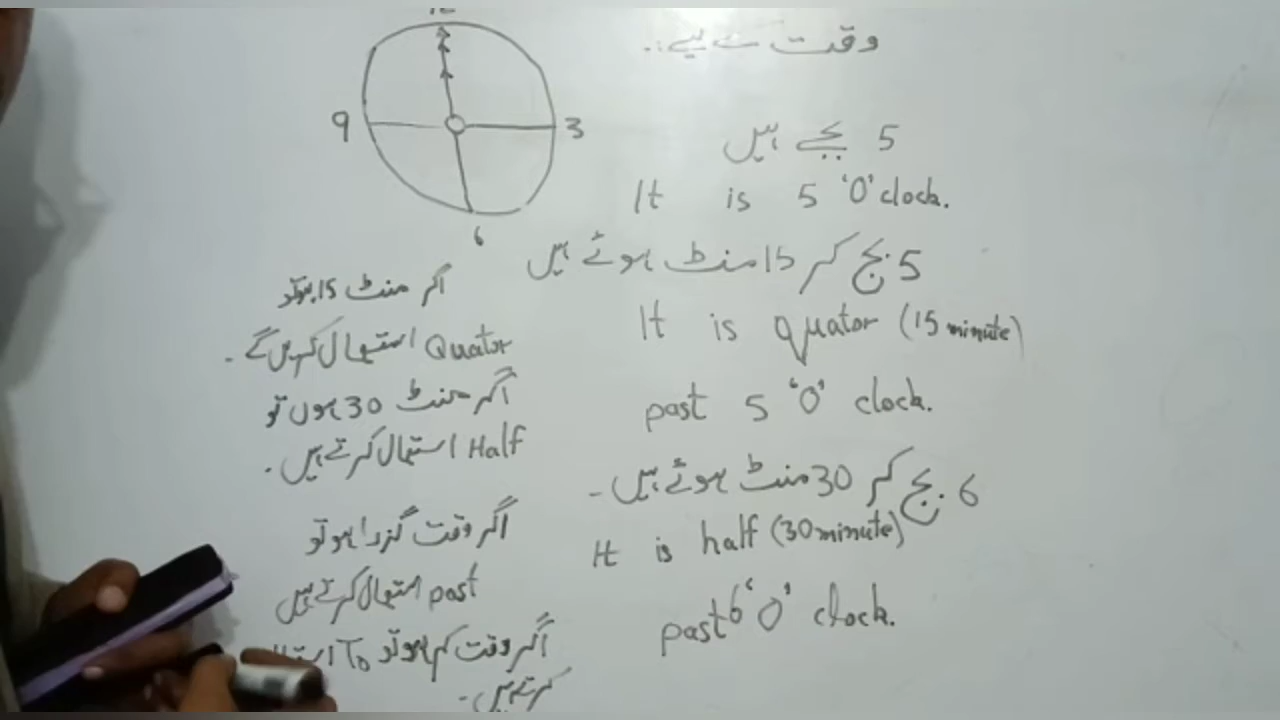 وقت کے لیے:-
12
9
3
6
5 بجے ہیں
It is 5 'O' clock.
5 بج کر 15 منٹ ہوئے ہیں
It is quator (15 minute)
past 5 'O' clock.
6 بج کر 30 منٹ ہوئے ہیں -
It is half (30 minute)
past 6 'O' clock.
اگر منٹ 15 ہو تو
Quator استعمال کریں گے -
اگر منٹ 30 ہوں تو
Half استعمال کرتے ہیں -
اگر وقت گزرا ہو تو
past استعمال کرتے ہیں
اگر وقت کم ہو تو To
کرتے ہیں -